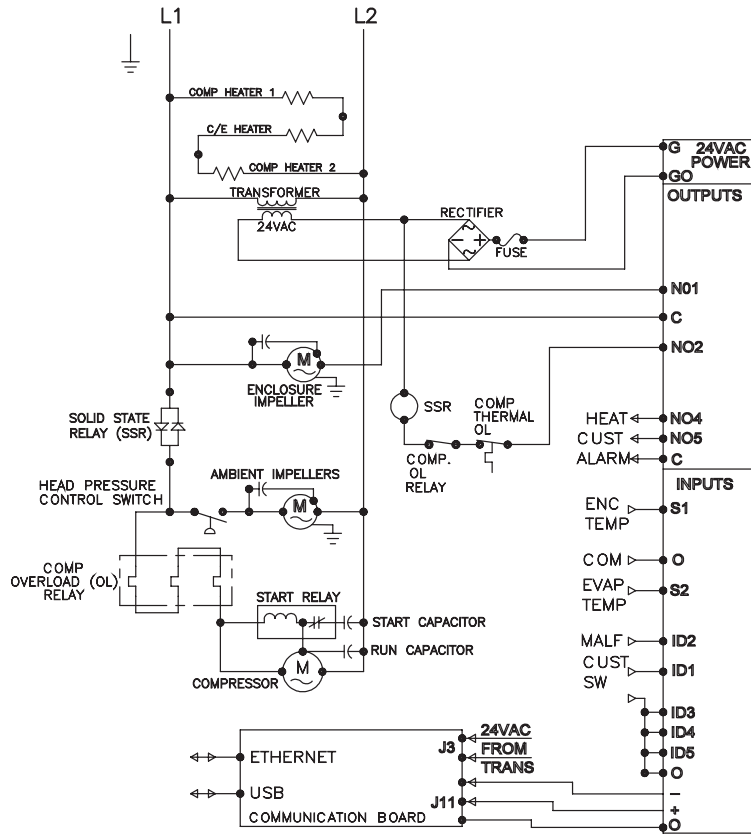 L1
L2
COMP HEATER 1
C/E HEATER
COMP HEATER 2
TRANSFORMER
24VAC
RECTIFIER
− +
FUSE
G 24VAC
POWER
GO
OUTPUTS
N01
C
NO2
M
ENCLOSURE
IMPELLER
SSR
COMP
THERMAL
OL
COMP.
OL
RELAY
SOLID STATE
RELAY (SSR)
HEAT NO4
CUST NO5
ALARM C
INPUTS
HEAD PRESSURE
CONTROL SWITCH
AMBIENT IMPELLERS
M
ENC
TEMP
S1
COM O
EVAP
TEMP
S2
COMP
OVERLOAD (OL)
RELAY
START RELAY
START CAPACITOR
RUN CAPACITOR
M
COMPRESSOR
MALF ID2
CUST
SW
ID1
ID3
ID4
ID5
O
J3
24VAC
FROM
TRANS
ETHERNET
USB
J11
COMMUNICATION BOARD
−
+
O